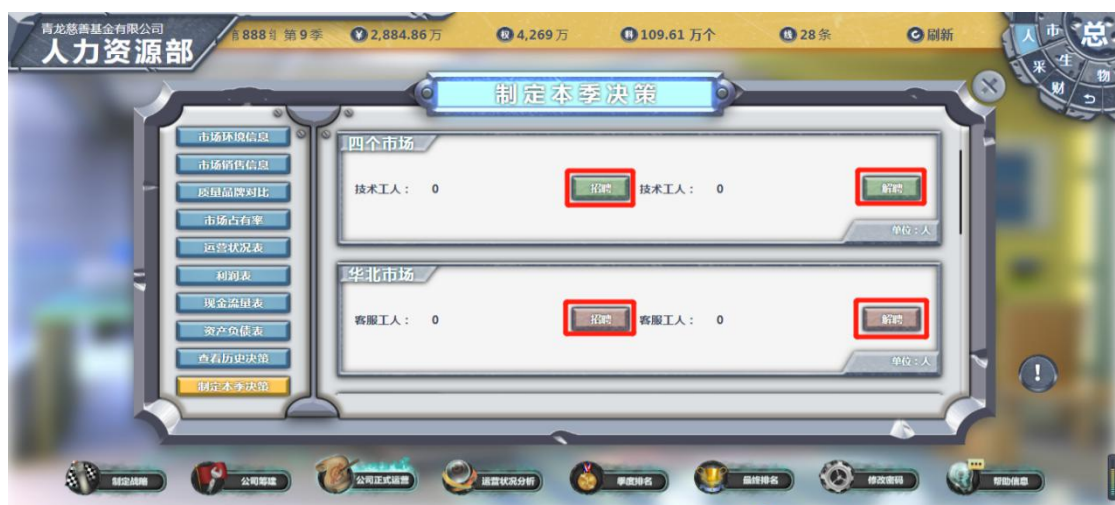 青龙慈善基金有限公司
人力资源部
888 第9季
¥ 2,884.86万
权 4,269万
料 109.61万个
线 28条
刷新
人
市
总
采
生
财
物
制定本季决策
市场环境信息
市场销售信息
质量品牌对比
市场占有率
运营状况表
利润表
现金流量表
资产负债表
查看历史决策
制定本季决策
四个市场
技术工人： 0 招聘 技术工人： 0 解聘
单位：人
华北市场
客服工人： 0 招聘 客服工人： 0 解聘
单位：人
!
制定战略
公司筹建
公司正式运营
运营状况分析
季度排名
最终排名
修改密码
帮助信息